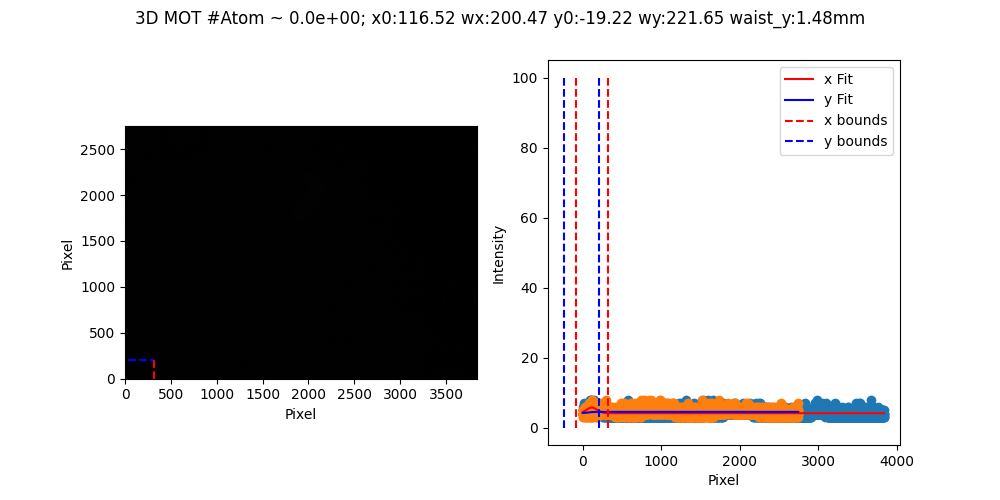 3D MOT #Atom ~ 0.0e+00; x0:116.52 wx:200.47 y0:-19.22 wy:221.65 waist_y:1.48mm
2500
2000
1500
1000
500
0
Pixel
0 500 1000 1500 2000 2500 3000 3500
Pixel
100
80
60
40
20
0
Intensity
x Fit
y Fit
x bounds
y bounds
0 1000 2000 3000 4000
Pixel